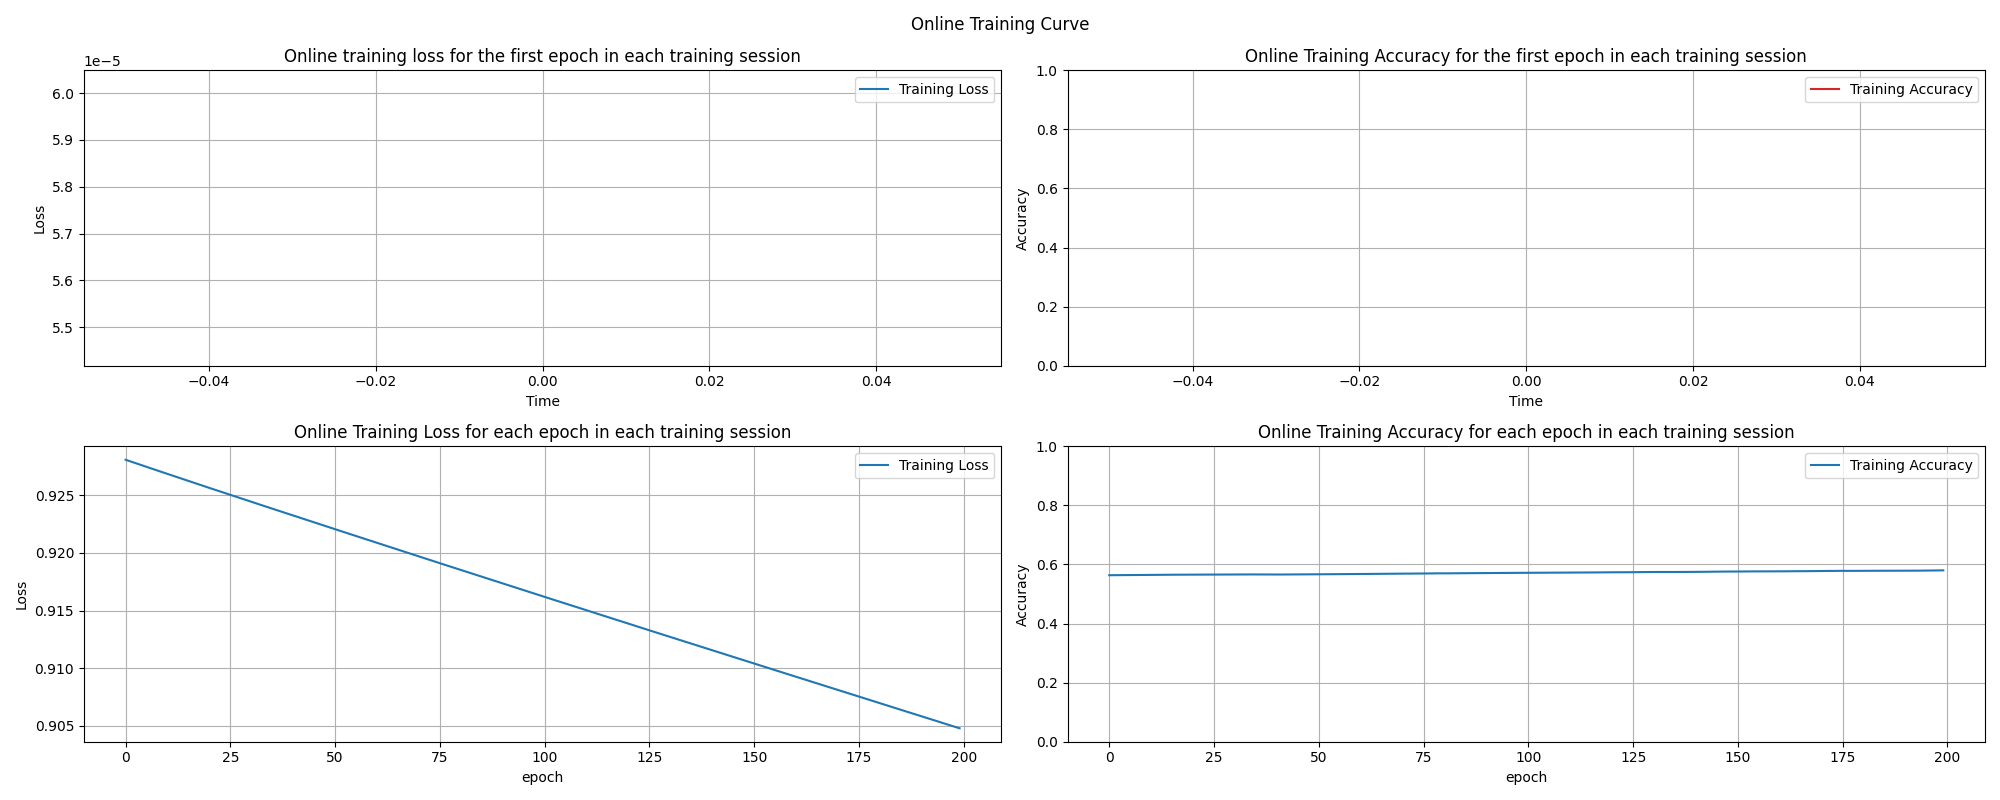 Online Training Curve
Online training loss for the first epoch in each training session
1e−5
Training Loss
6.0
5.9
5.8
5.7
5.6
5.5
Loss
−0.04 −0.02 0.00 0.02 0.04
Time
Online Training Accuracy for the first epoch in each training session
Training Accuracy
1.0
0.8
0.6
0.4
0.2
0.0
Accuracy
−0.04 −0.02 0.00 0.02 0.04
Time
Online Training Loss for each epoch in each training session
Training Loss
0.925
0.920
0.915
0.910
0.905
Loss
0 25 50 75 100 125 150 175 200
epoch
Online Training Accuracy for each epoch in each training session
Training Accuracy
1.0
0.8
0.6
0.4
0.2
0.0
Accuracy
0 25 50 75 100 125 150 175 200
epoch